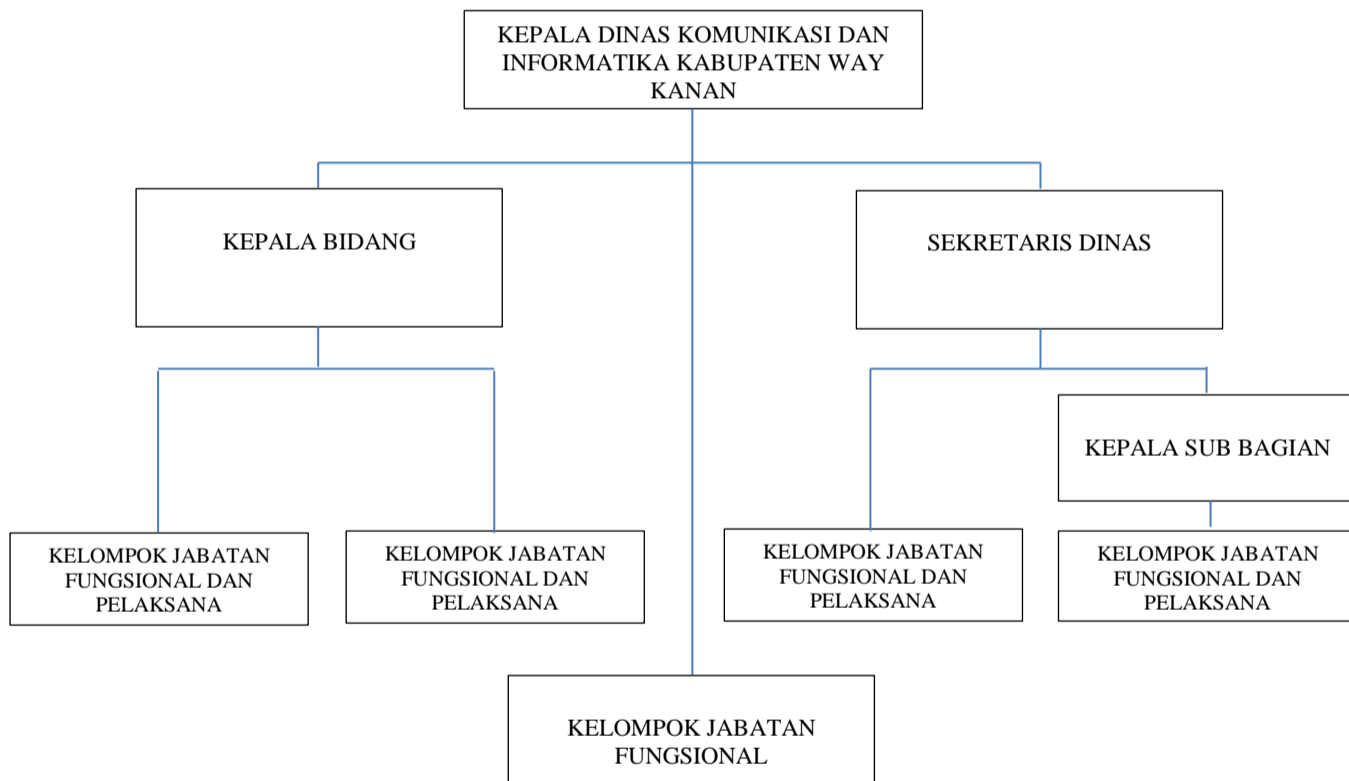 KEPALA DINAS KOMUNIKASI DAN
INFORMATIKA KABUPATEN WAY
KANAN
KEPALA BIDANG
SEKRETARIS DINAS
KEPALA SUB BAGIAN
KELOMPOK JABATAN
FUNGSIONAL DAN
PELAKSANA
KELOMPOK JABATAN
FUNGSIONAL DAN
PELAKSANA
KELOMPOK JABATAN
FUNGSIONAL DAN
PELAKSANA
KELOMPOK JABATAN
FUNGSIONAL DAN
PELAKSANA
KELOMPOK JABATAN
FUNGSIONAL